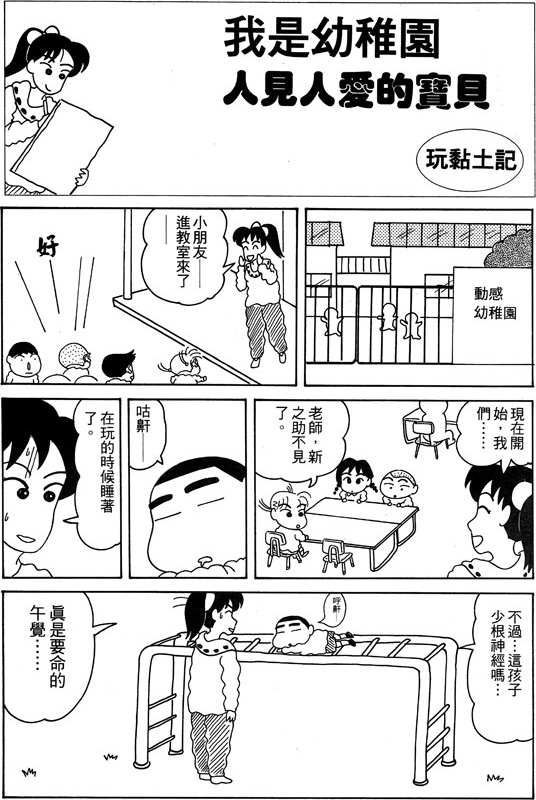 我是幼稚園
人見人愛的寶貝
玩黏土記
動感
幼稚園
小朋友——
進教室來了
——
好
現在開
始，我
們……
老師，新
之助不見
了。
咕鼾——
在玩的時候睡著
了。
不過…這孩子
少根神經嗎…
呼鼾
真是要命的
午覺……